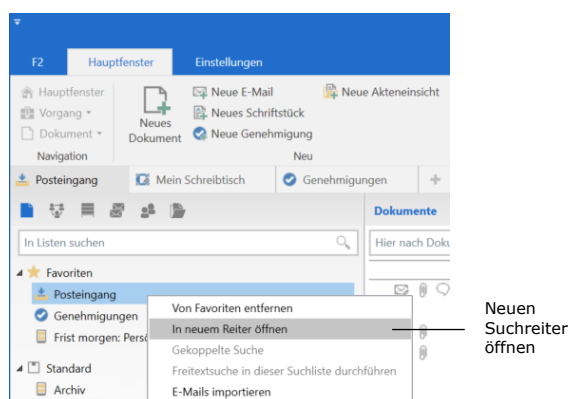 F2 Hauptfenster Einstellungen
Hauptfenster
Vorgang
Dokument
Navigation
Neues
Dokument
Neue E-Mail
Neues Schriftstück
Neue Genehmigung
Neue Akteneinsicht
Neu
Posteingang Mein Schreibtisch Genehmigungen +
In Listen suchen
Dokumente
Hier nach Doku
Favoriten
Posteingang
Genehmigungen
Frist morgen: Persö
Standard
Archiv
Von Favoriten entfernen
In neuem Reiter öffnen
Gekoppelte Suche
Freitextsuche in dieser Suchliste durchführen
E-Mails importieren
Neuen
Suchreiter
öffnen